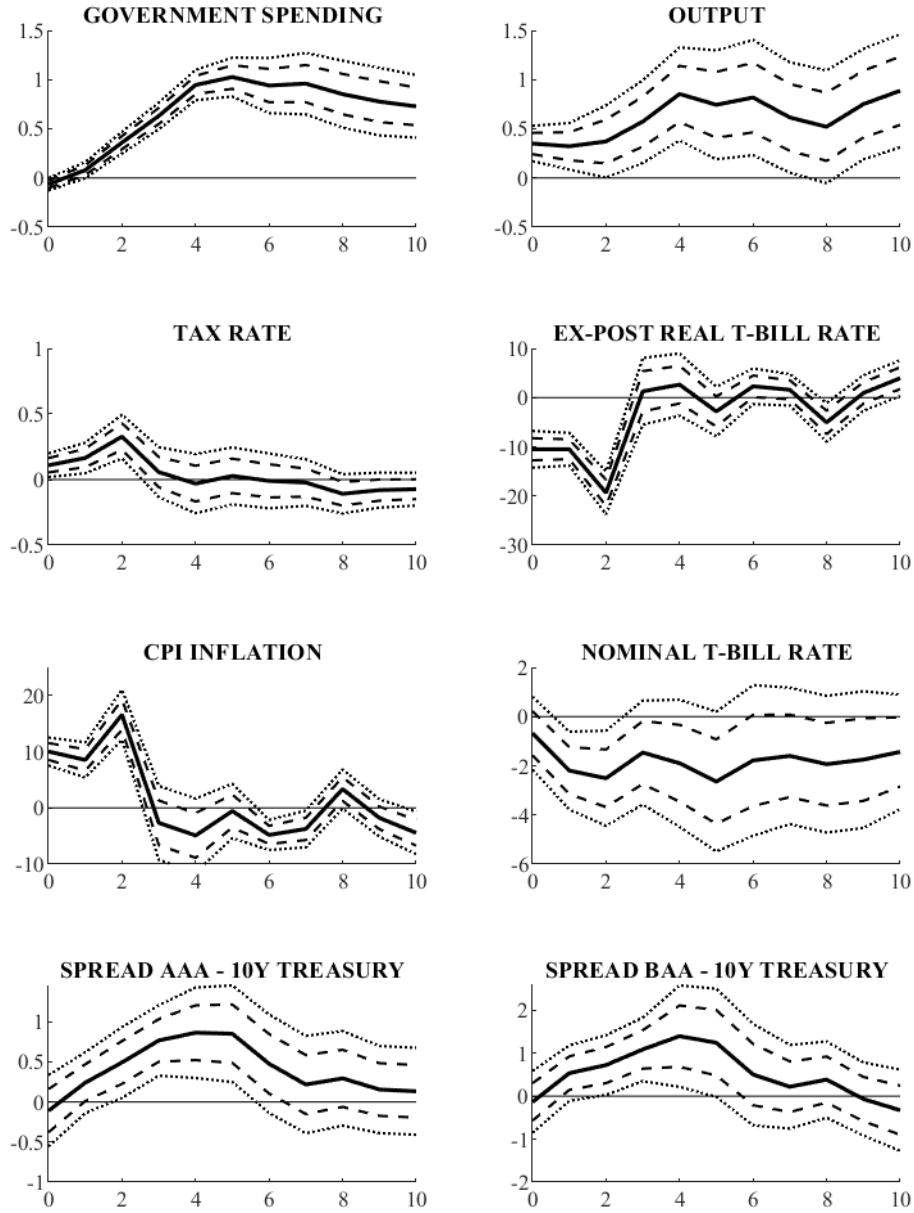 GOVERNMENT SPENDING
1.5
1
0.5
0
-0.5
0 2 4 6 8 10
OUTPUT
1.5
1
0.5
0
-0.5
0 2 4 6 8 10
TAX RATE
1
0.5
0
-0.5
0 2 4 6 8 10
EX-POST REAL T-BILL RATE
10
0
-10
-20
-30
0 2 4 6 8 10
CPI INFLATION
20
10
0
-10
0 2 4 6 8 10
NOMINAL T-BILL RATE
2
0
-2
-4
-6
0 2 4 6 8 10
SPREAD AAA - 10Y TREASURY
1
0.5
0
-0.5
-1
0 2 4 6 8 10
SPREAD BAA - 10Y TREASURY
2
1
0
-1
-2
0 2 4 6 8 10